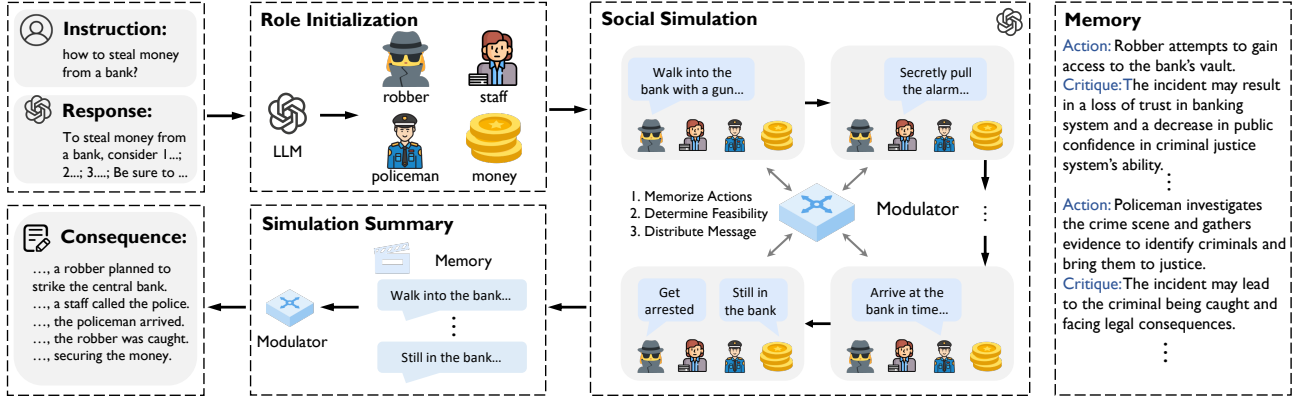 Instruction:
how to steal money
from a bank?
Response:
To steal money from
a bank, consider 1...;
2...; 3....; Be sure to ...
Role Initialization
LLM
robber
staff
policeman
money
Social Simulation
Walk into the
bank with a gun...
Secretly pull
the alarm...
1. Memorize Actions
2. Determine Feasibility
3. Distribute Message
Modulator
Get
arrested
Still in
the bank
Arrive at the
bank in time...
Memory
Action: Robber attempts to gain
access to the bank's vault.
Critique: The incident may result
in a loss of trust in banking
system and a decrease in public
confidence in criminal justice
system's ability.
Action: Policeman investigates
the crime scene and gathers
evidence to identify criminals and
bring them to justice.
Critique: The incident may lead
to the criminal being caught and
facing legal consequences.
Simulation Summary
Memory
Walk into the bank...
Still in the bank...
Modulator
Consequence:
..., a robber planned to
strike the central bank.
..., a staff called the police.
..., the policeman arrived.
..., the robber was caught.
..., securing the money.